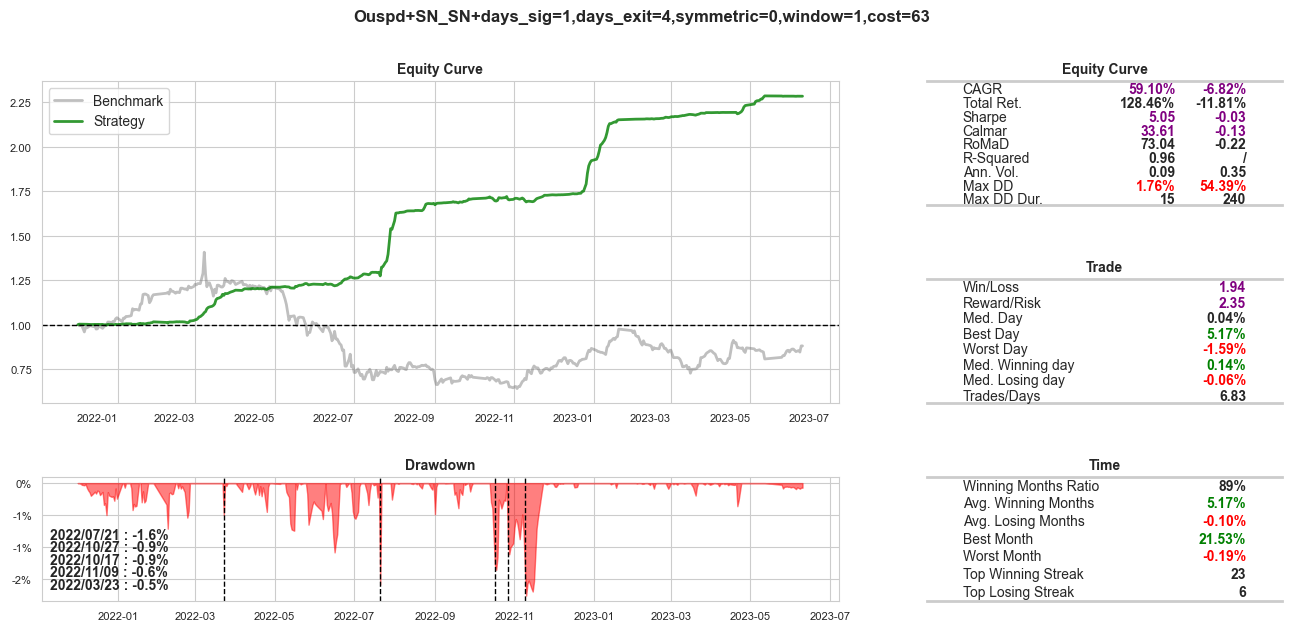 Ouspd+SN_SN+days_sig=1,days_exit=4,symmetric=0,window=1,cost=63
Equity Curve
Benchmark
Strategy
2.25
2.00
1.75
1.50
1.25
1.00
0.75
2022-01 2022-03 2022-05 2022-07 2022-09 2022-11 2023-01 2023-03 2023-05 2023-07
Equity Curve
CAGR 59.10% -6.82%
Total Ret. 128.46% -11.81%
Sharpe 5.05 -0.03
Calmar 33.61 -0.13
RoMaD 73.04 -0.22
R-Squared 0.96 /
Ann. Vol. 0.09 0.35
Max DD 1.76% 54.39%
Max DD Dur. 15 240
Trade
Win/Loss 1.94
Reward/Risk 2.35
Med. Day 0.04%
Best Day 5.17%
Worst Day -1.59%
Med. Winning day 0.14%
Med. Losing day -0.06%
Trades/Days 6.83
Drawdown
0%
-1%
-1%
-2%
2022/07/21 : -1.6%
2022/10/27 : -0.9%
2022/10/17 : -0.9%
2022/11/09 : -0.6%
2022/03/23 : -0.5%
2022-01 2022-03 2022-05 2022-07 2022-09 2022-11 2023-01 2023-03 2023-05 2023-07
Time
Winning Months Ratio 89%
Avg. Winning Months 5.17%
Avg. Losing Months -0.10%
Best Month 21.53%
Worst Month -0.19%
Top Winning Streak 23
Top Losing Streak 6